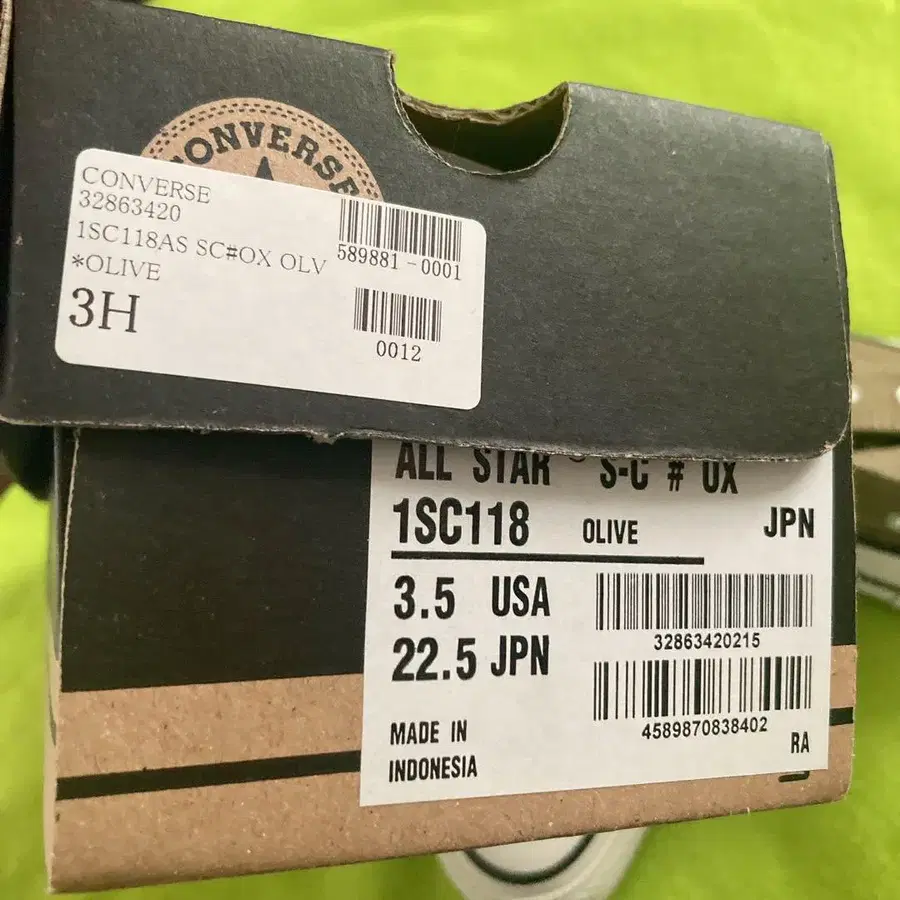 CONVERSE
CONVERSE
32863420
1SC118AS SC#OX OLV
*OLIVE
3H
589881-0001
0012
ALL STAR ® S-C # OX
1SC118 OLIVE JPN
3.5 USA
22.5 JPN
32863420215
4589870838402
MADE IN
INDONESIA
RA